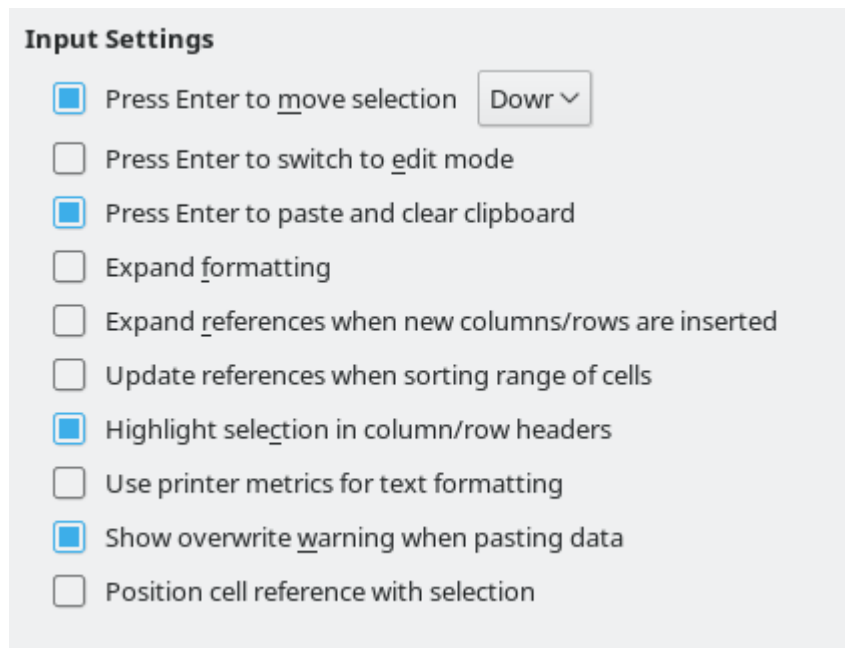 Input Settings
Press Enter to move selection Dowr
Press Enter to switch to edit mode
Press Enter to paste and clear clipboard
Expand formatting
Expand references when new columns/rows are inserted
Update references when sorting range of cells
Highlight selection in column/row headers
Use printer metrics for text formatting
Show overwrite warning when pasting data
Position cell reference with selection